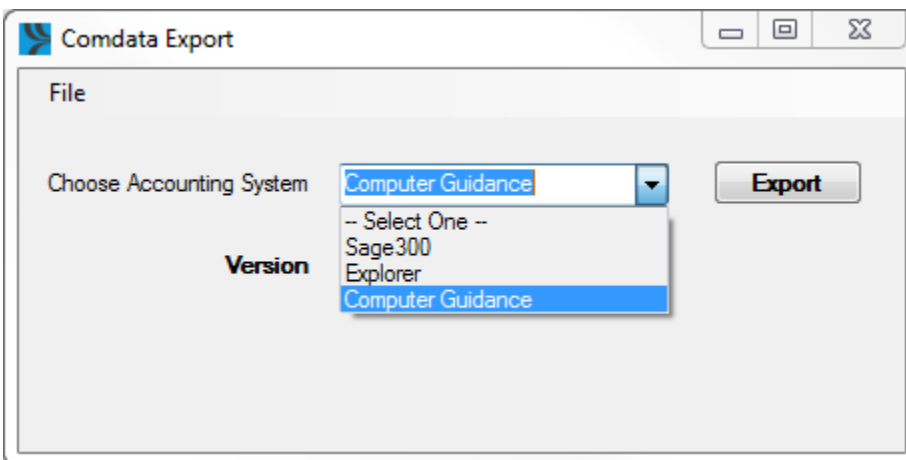 Comdata Export
File
Choose Accounting System Computer Guidance Export
-- Select One --
Sage300
Version
Explorer
Computer Guidance